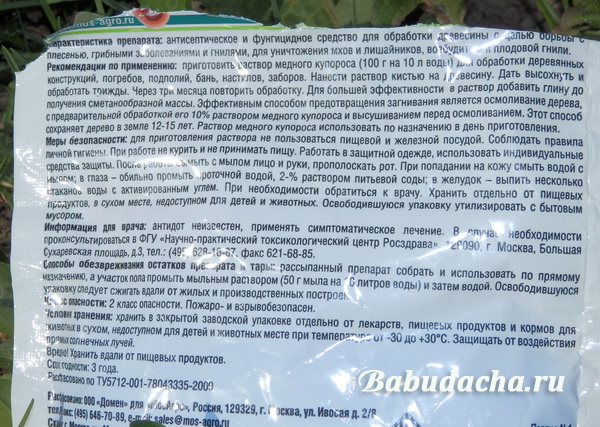 mos-agro.ru
Характеристика препарата: антисептическое и фунгицидное средство для обработки древесины с целью борьбы с
плесенью, грибными заболеваниями и гнилями, для уничтожения мхов и лишайников, возбудит плодовой гнили.
Рекомендации по применению: приготовить раствор медного купороса (100 г на 10 л воды) для обработки деревянных
конструкций, погребов, подполий, бань, настилов, заборов. Нанести раствор кистью на древесину. Дать высохнуть и
обработать трижды. Через три месяца повторить обработку. Для большей эффективности в раствор добавить глину до
получения сметанообразной массы. Эффективным способом предотвращения загнивания является осмоливание дерева,
с предварительной обработкой его 10% раствором медного купороса и высушиванием перед осмоливанием. Этот способ
сохраняет дерево в земле 12-15 лет. Раствор медного купороса использовать по назначению в день приготовления.
Меры безопасности: для приготовления раствора не пользоваться пищевой и железной посудой. Соблюдать правила
личной гигиены. При работе не курить и не принимать пищу. Работать в защитной одежде, использовать индивидуальные
средства защиты. После работы вымыть с мылом лицо и руки, прополоскать рот. При попадании на кожу смыть водой с
мылом; в глаза – обильно промыть проточной водой, 2-% раствором питьевой соды; в желудок – выпить несколько
стаканов воды с активированным углем. При необходимости обратиться к врачу. Хранить отдельно от пищевых
продуктов, в сухом месте, недоступном для детей и животных. Освободившуюся упаковку утилизировать с бытовым
мусором.
Информация для врача: антидот неизвестен, применять симптоматическое лечение. В случае необходимости
проконсультироваться в ФГУ «Научно-практический токсикологический центр Росздрава», 129090, г. Москва, Большая
Сухаревская площадь, д.3, тел.: (495) 628-16-87, факс 621-68-85.
Способы обезвреживания остатков препарата и тары: рассыпанный препарат собрать и использовать по прямому
назначению, а участок пола промыть мыльным раствором (50 г мыла на литров воды) и затем водой. Освободившуюся
упаковку следует сжигать вдали от жилых и производственных построек.
Класс опасности: 2 класс опасности. Пожаро- и взрывобезопасен.
Условия хранения: хранить в закрытой заводской упаковке отдельно от лекарств, пищевых продуктов и кормов для
животных в сухом, недоступном для детей и животных месте при температуре от -30 до +30°С. Защищать от воздействия
прямых солнечных лучей.
Вредно! Хранить вдали от пищевых продуктов.
Срок годности: 3 года.
Расфасовано по ТУ5712-001-78043335-2009
Расфасовано: ООО «Домен» для «МосАгро», Россия, 129329, г. Москва, ул. Ивовая д. 2/8
тел./факс: (495) 646-70-89, e-mail: sales@mos-agro.ru
Babudacha.ru